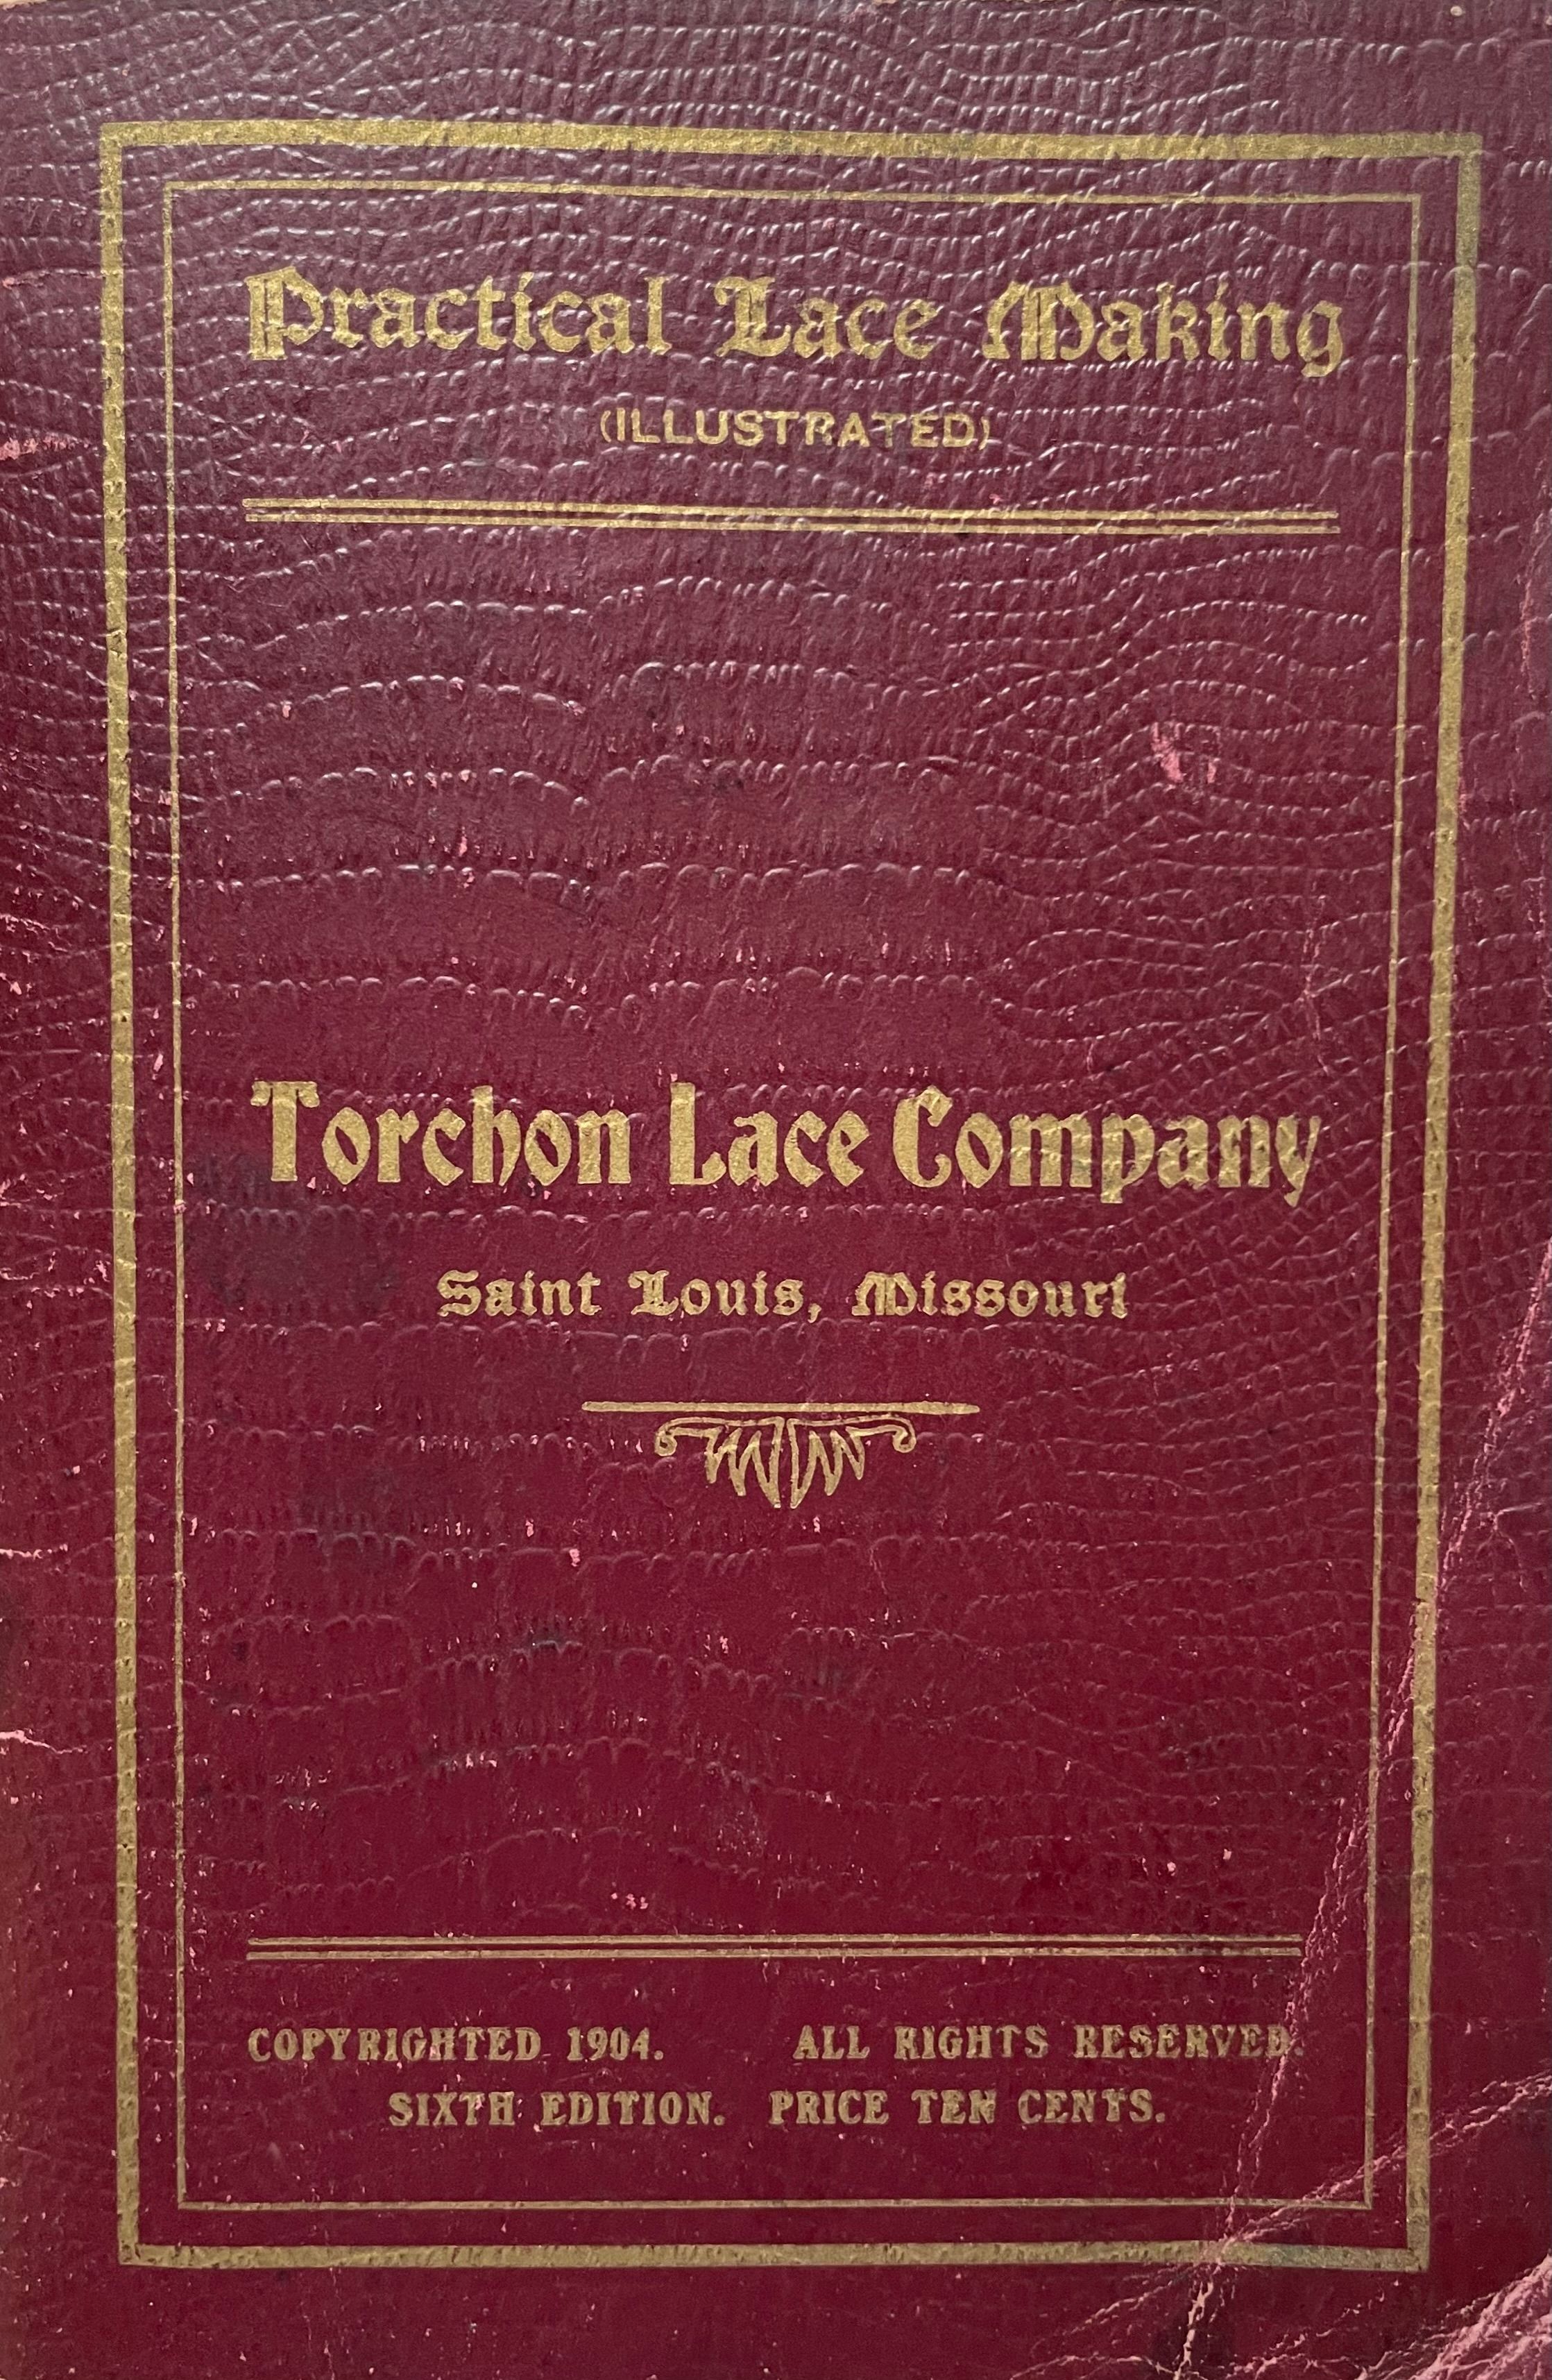 Practical Lace Making
(ILLUSTRATED)
Torchon Lace Company
Saint Louis, Missouri
COPYRIGHTED 1904. ALL RIGHTS RESERVED.
SIXTH EDITION. PRICE TEN CENTS.